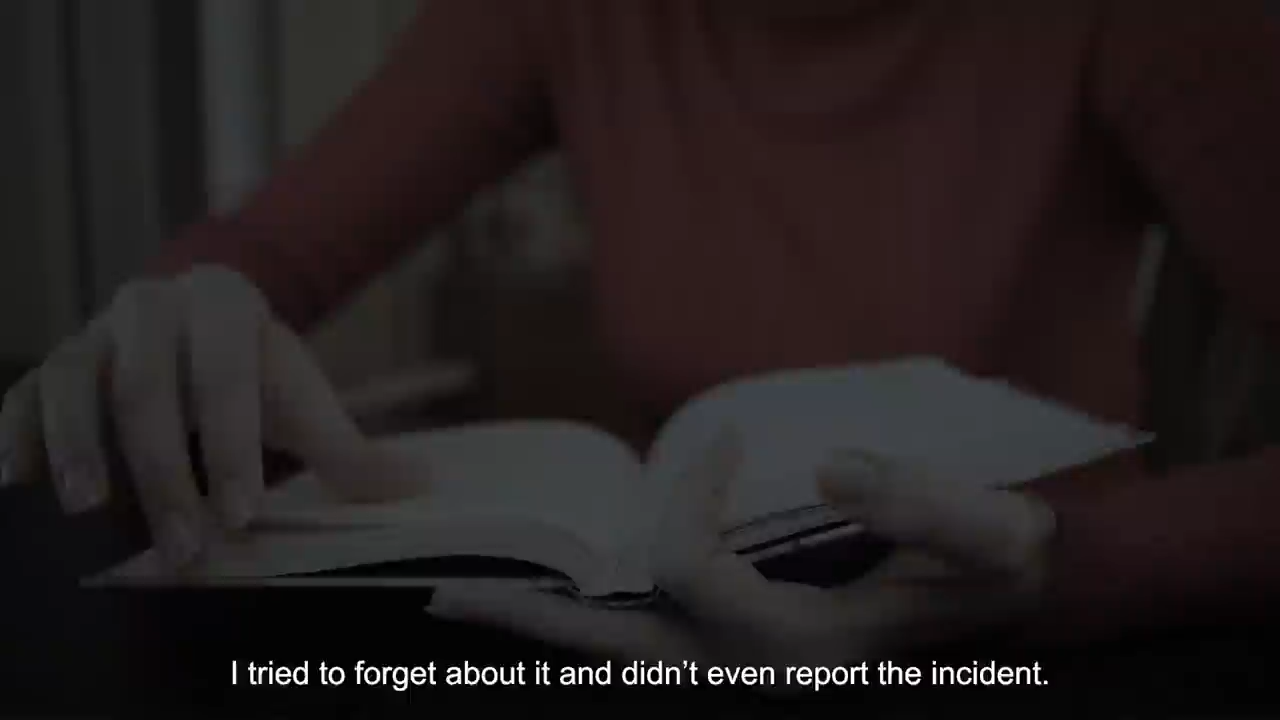 I tried to forget about it and didn’t even report the incident.